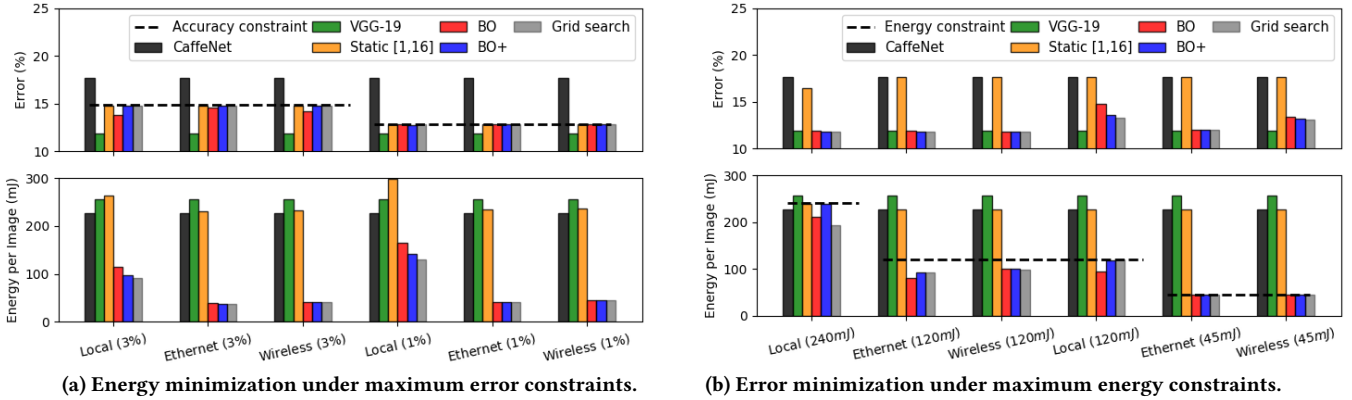 25
20
15
10
Error (%)
Accuracy constraint
CaffeNet
VGG-19
Static [1,16]
BO
BO+
Grid search
300
200
100
0
Energy per Image (mJ)
Local (3%)
Ethernet (3%)
Wireless (3%)
Local (1%)
Ethernet (1%)
Wireless (1%)
(a) Energy minimization under maximum error constraints.
25
20
15
10
Error (%)
Energy constraint
CaffeNet
VGG-19
Static [1,16]
BO
BO+
Grid search
300
200
100
0
Energy per Image (mJ)
Local (240mJ)
Ethernet (120mJ)
Wireless (120mJ)
Local (120mJ)
Ethernet (45mJ)
Wireless (45mJ)
(b) Error minimization under maximum energy constraints.